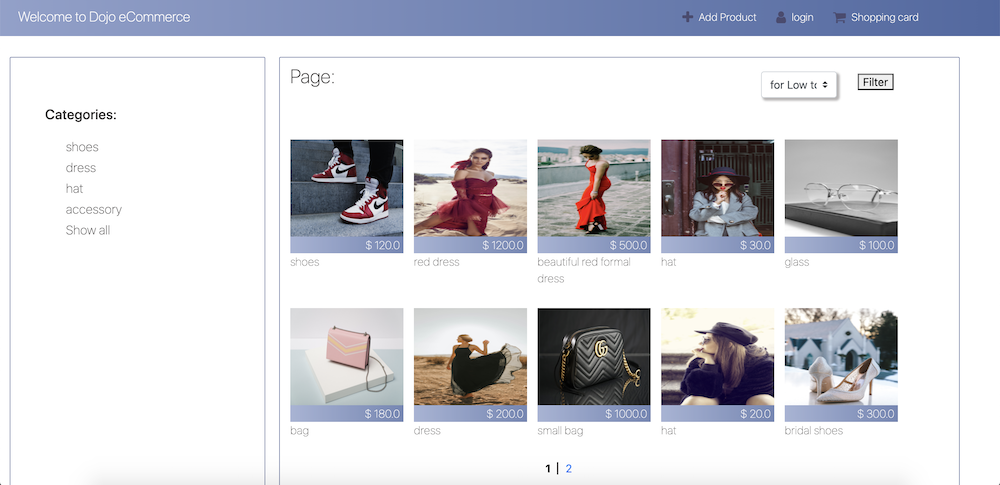 Welcome to Dojo eCommerce
Add Product
login
Shopping card
Categories:
shoes
dress
hat
accessory
Show all
Page:
for Low to
Filter
$ 120.0
$ 1200.0
$ 500.0
$ 30.0
$ 100.0
shoes
red dress
beautiful red formal
dress
hat
glass
$ 180.0
$ 200.0
$ 1000.0
$ 20.0
$ 300.0
bag
dress
small bag
hat
bridal shoes
1 | 2